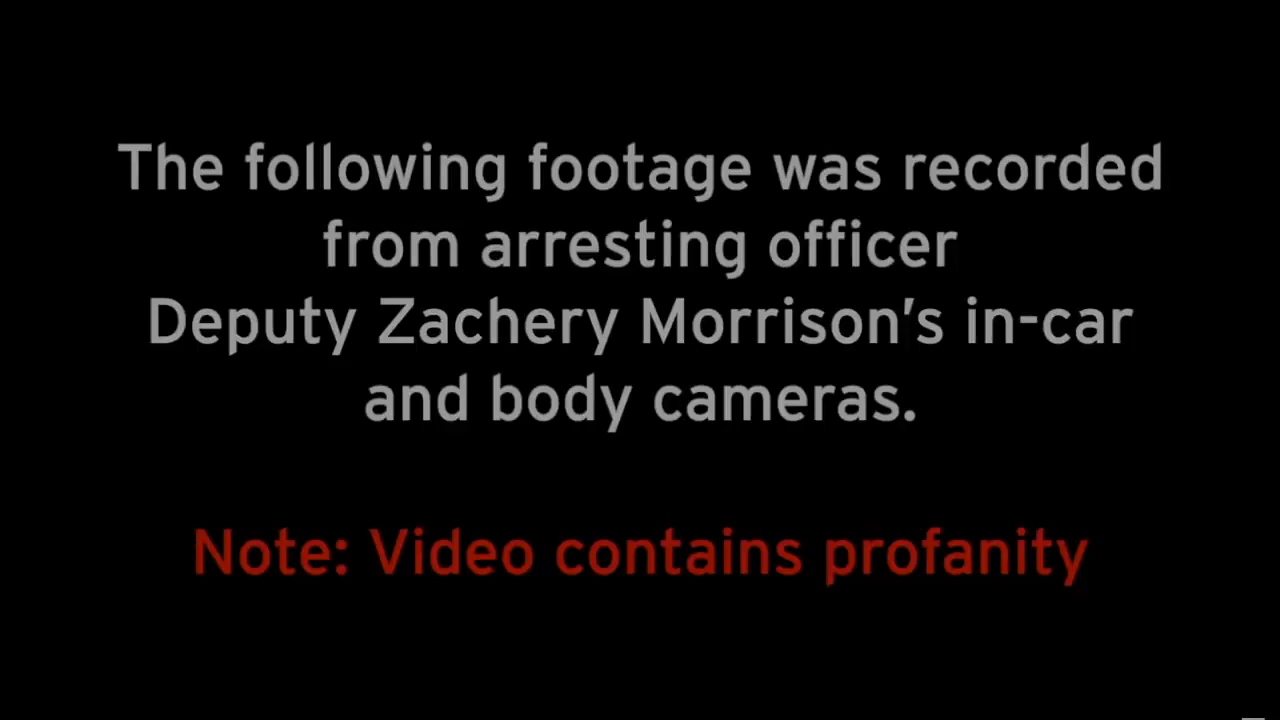 The following footage was recorded
from arresting officer
Deputy Zachery Morrison’s in-car
and body cameras.
Note: Video contains profanity